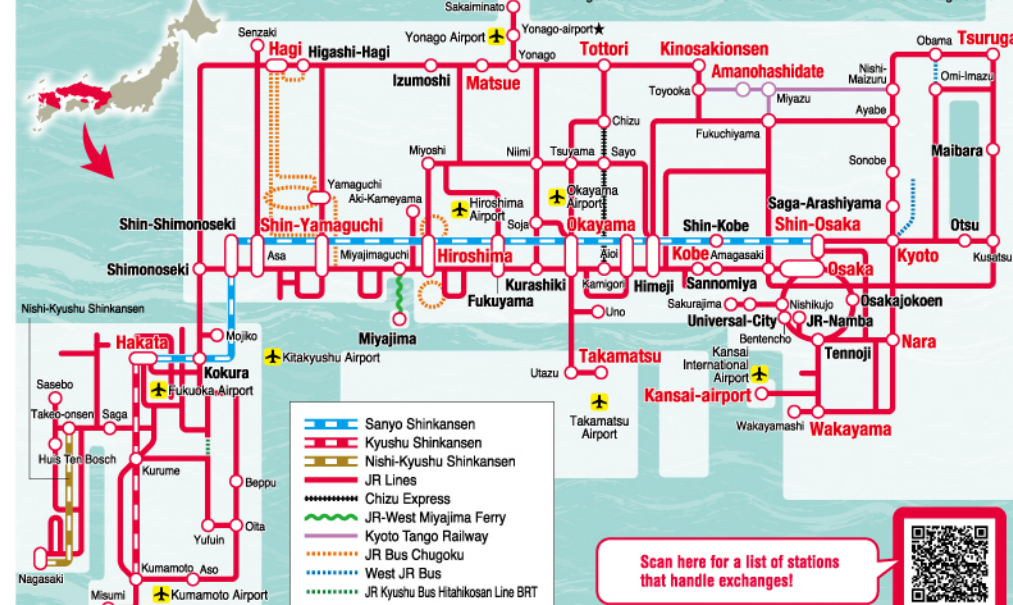 Sakaiminato
Yonago Airport
Yonago-airport★
Senzaki
Hagi
Higashi-Hagi
Yonago
Izumoshi
Matsue
Tottori
Kinosakionsen
Obama
Tsuruga
Amanohashidate
Nishi-
Maizuru
Omi-Imazu
Toyooka
Miyazu
Ayabe
Chizu
Fukuchiyama
Miyoshi
Niimi
Tsuyama
Sayo
Sonobe
Maibara
Yamaguchi
Aki-Kameyama
Hiroshima
Airport
Okayama
Airport
Saga-Arashiyama
Shin-Shimonoseki
Shin-Yamaguchi
Soja
Okayama
Shin-Kobe
Shin-Osaka
Otsu
Shimonoseki
Asa
Miyajimaguchi
Hiroshima
Aioi
Kobe
Amagasaki
Kyoto
Kusatsu
Fukuyama
Kurashiki
Kamigori
Himeji
Sannomiya
Osaka
Nishi-Kyushu Shinkansen
Miyajima
Uno
Sakurajima
Nishikujo
Osakajokoen
Universal-City
JR-Namba
Bentencho
Hakata
Mojiko
Kitakyushu Airport
Kokura
Takamatsu
Kansai
International
Airport
Tennoji
Nara
Sasebo
Fukuoka Airport
Utazu
Kansai-airport
Takeo-onsen
Saga
Takamatsu
Airport
Wakayamashi
Wakayama
Huis Ten Bosch
Kurume
Beppu
Yufuin
Oita
Nagasaki
Kumamoto
Aso
Misumi
Kumamoto Airport
Sanyo Shinkansen
Kyushu Shinkansen
Nishi-Kyushu Shinkansen
JR Lines
Chizu Express
JR-West Miyajima Ferry
Kyoto Tango Railway
JR Bus Chugoku
West JR Bus
JR Kyushu Bus Hitahikosan Line BRT
Scan here for a list of stations
that handle exchanges!